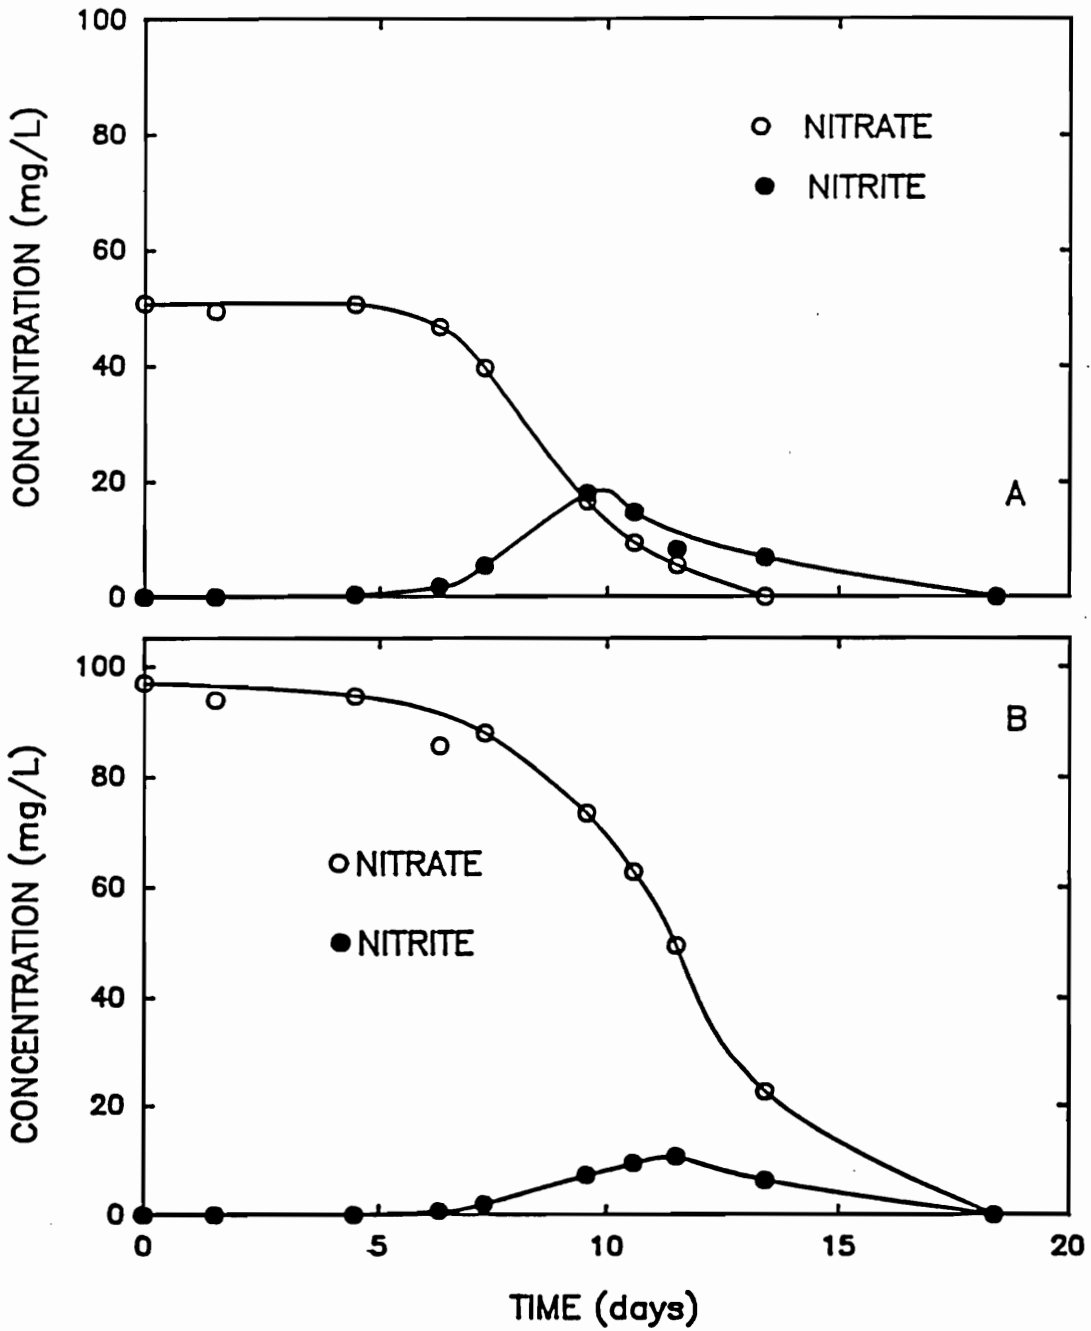 100
80
60
40
20
0
CONCENTRATION (mg/L)
NITRATE
NITRITE
A
100
80
60
40
20
0
CONCENTRATION (mg/L)
B
NITRATE
NITRITE
0 5 10 15 20
TIME (days)